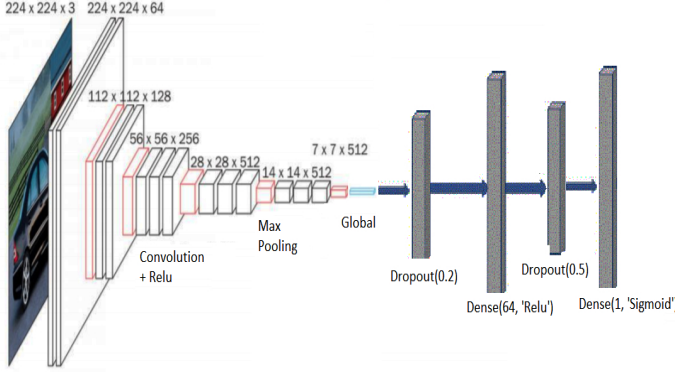 224 x 224 x 3
224 x 224 x 64
112 x 112 x 128
56 x 56 x 256
28 x 28 x 512
14 x 14 x 512
7 x 7 x 512
Convolution
+ Relu
Max
Pooling
Global
Dropout(0.2)
Dense(64, 'Relu')
Dropout(0.5)
Dense(1, 'Sigmoid'